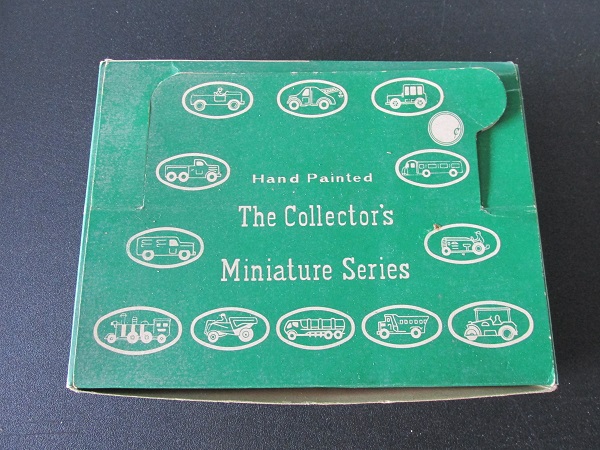 Hand Painted
The Collector's
Miniature Series